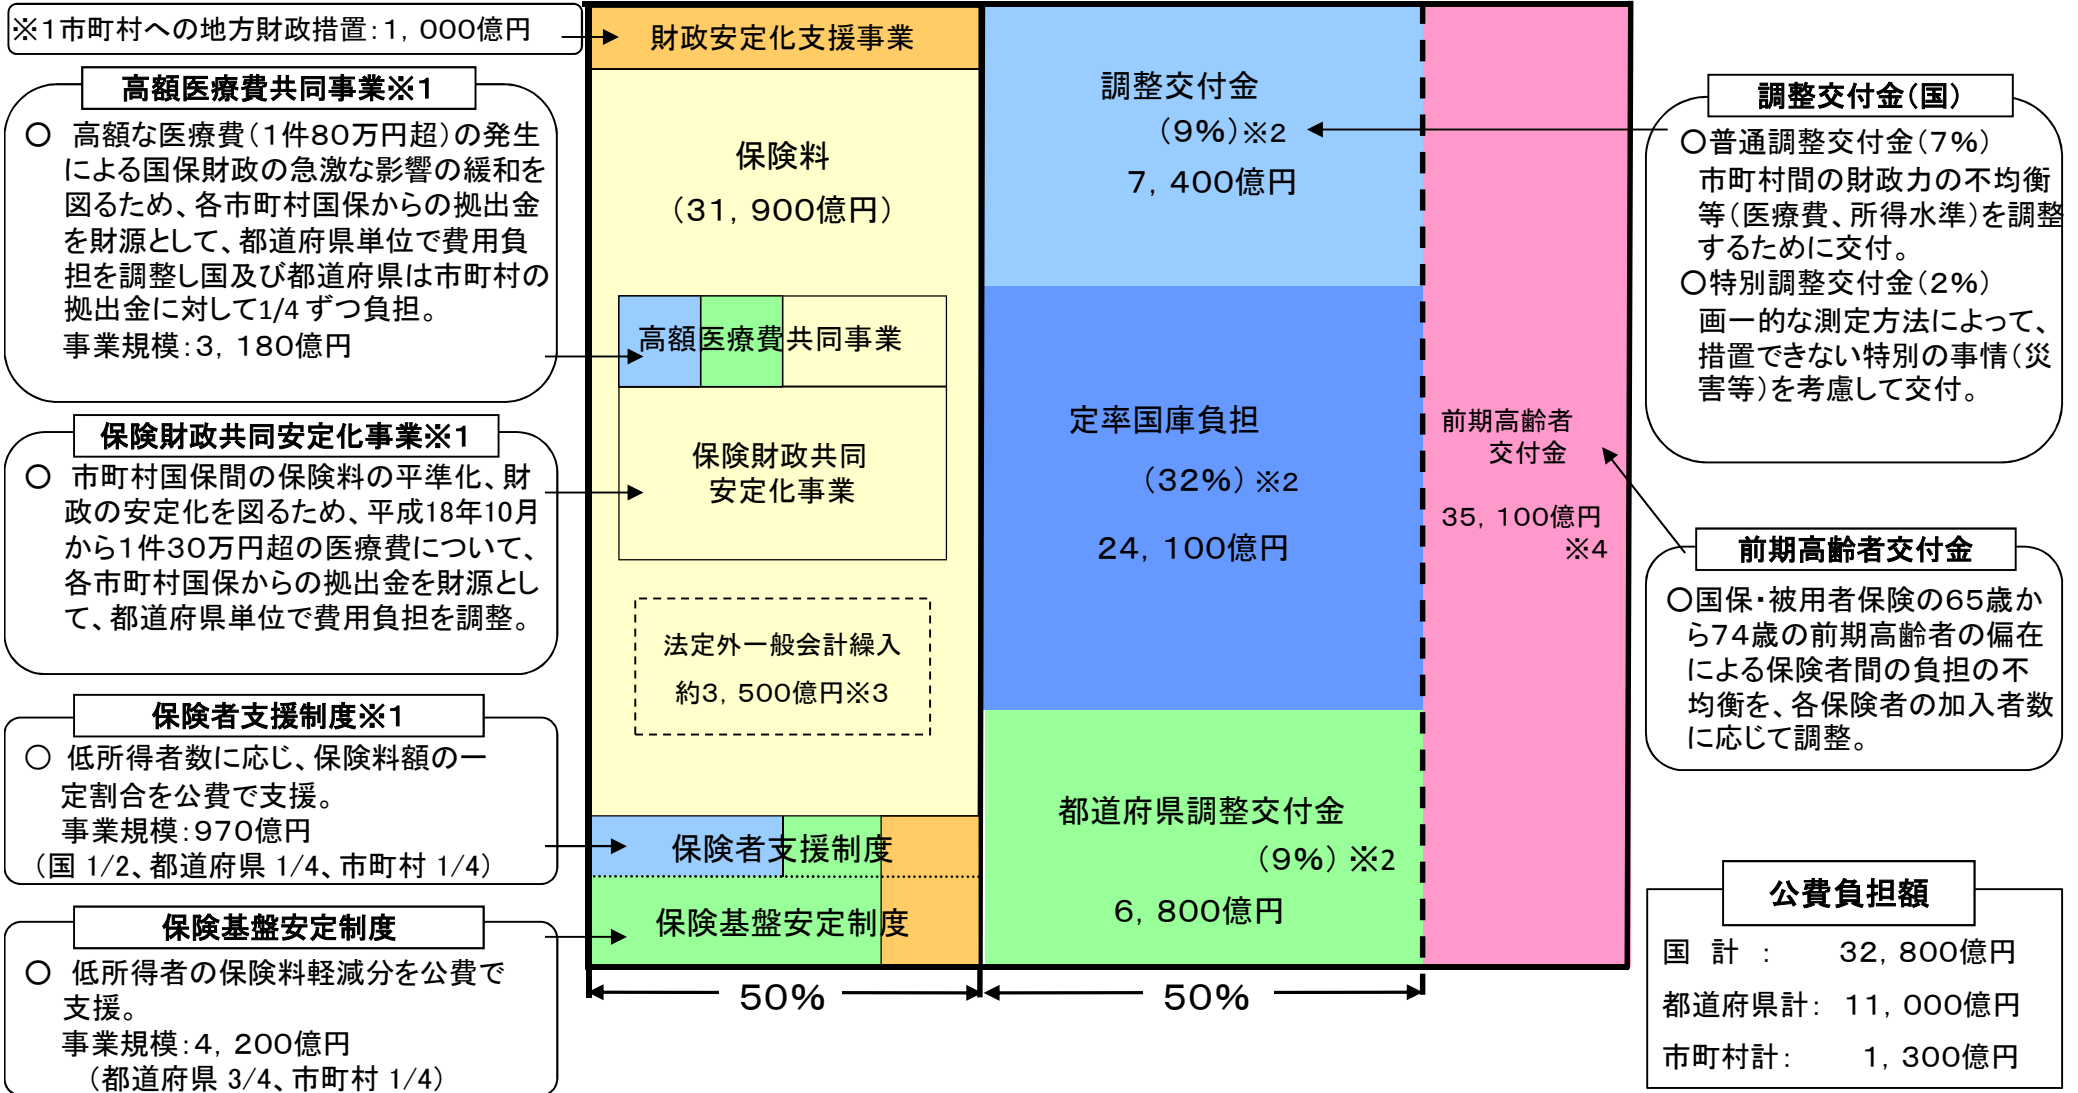 ※1市町村への地方財政措置:1,000億円
高額医療費共同事業※1
○ 高額な医療費(1件80万円超)の発生
による国保財政の急激な影響の緩和を
図るため、各市町村国保からの拠出金
を財源として、都道府県単位で費用負
担を調整し国及び都道府県は市町村の
拠出金に対して1/4 ずつ負担。
事業規模:3,180億円
保険財政共同安定化事業※1
○ 市町村国保間の保険料の平準化、財
政の安定化を図るため、平成18年10月
から1件30万円超の医療費について、
各市町村国保からの拠出金を財源とし
て、都道府県単位で費用負担を調整。
保険者支援制度※1
○ 低所得者数に応じ、保険料額の一
定割合を公費で支援。
事業規模:970億円
(国 1/2、都道府県 1/4、市町村 1/4)
保険基盤安定制度
○ 低所得者の保険料軽減分を公費で
支援。
事業規模:4,200億円
(都道府県 3/4、市町村 1/4)
財政安定化支援事業
保険料
(31,900億円)
高額医療費共同事業
保険財政共同
安定化事業
法定外一般会計繰入
約3,500億円※3
保険者支援制度
保険基盤安定制度
50%
調整交付金
(9%)※2
7,400億円
定率国庫負担
(32%)※2
24,100億円
都道府県調整交付金
(9%)※2
6,800億円
50%
前期高齢者
交付金
35,100億円
※4
調整交付金(国)
○普通調整交付金(7%)
市町村間の財政力の不均衡
等(医療費、所得水準)を調整
するために交付。
○特別調整交付金(2%)
画一的な測定方法によって、
措置できない特別の事情(災
害等)を考慮して交付。
前期高齢者交付金
○国保・被用者保険の65歳か
ら74歳の前期高齢者の偏在
による保険者間の負担の不
均衡を、各保険者の加入者数
に応じて調整。
公費負担額
国 計 : 32,800億円
都道府県計: 11,000億円
市町村計: 1,300億円